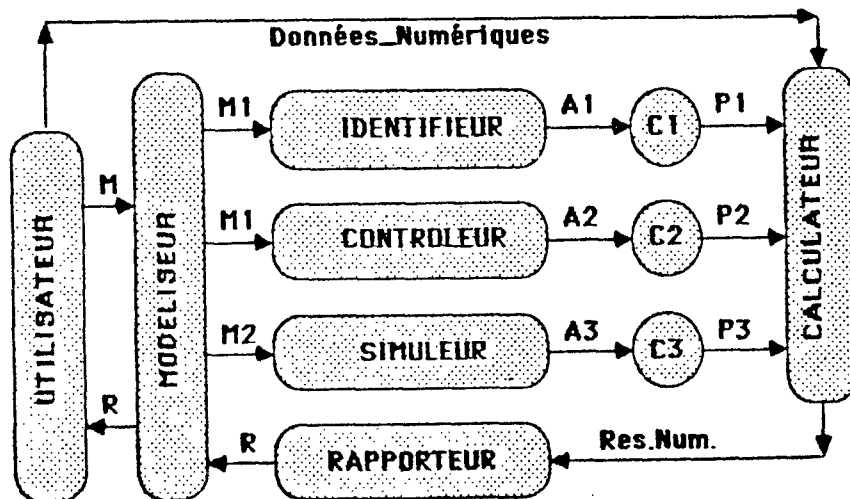 Données_Numériques
M1
IDENTIFIEUR
A1
C1
P1
UTILISATEUR
M
MODELISEUR
M1
CONTROLEUR
A2
C2
P2
CALCULATEUR
M2
SIMULEUR
A3
C3
P3
R
R
RAPPORTEUR
Res.Num.